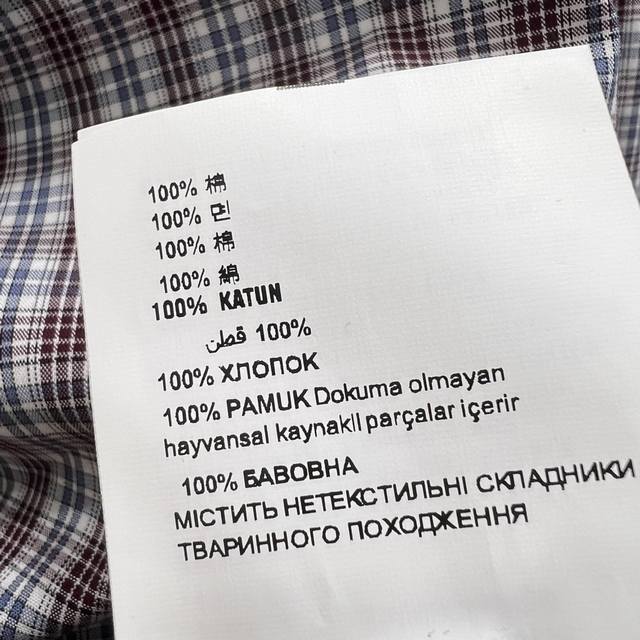 100% 棉
100% 면
100% 棉
100% 綿
100% KATUN
100% قطن
100% ХЛОПОК
100% PAMUK Dokuma olmayan
hayvansal kaynaklı parçalar içerir
100% БАВОВНА
МІСТИТЬ НЕТЕКСТИЛЬНІ СКЛАДНИКИ
ТВАРИННОГО ПОХОДЖЕННЯ